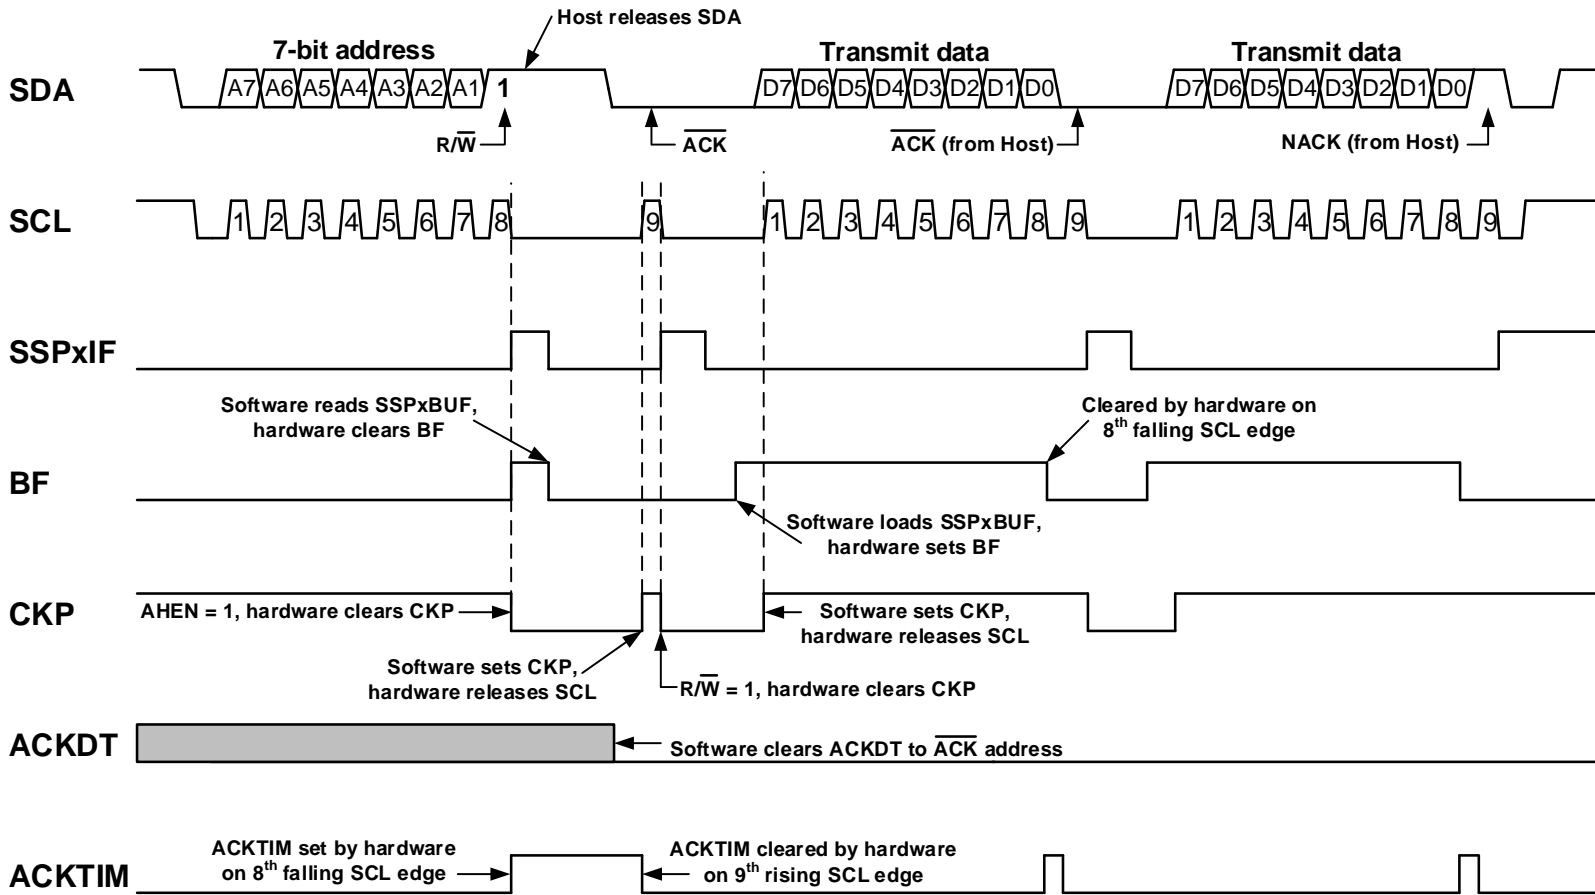 Host releases SDA
7-bit address
Transmit data
Transmit data
SDA
A7 A6 A5 A4 A3 A2 A1 1
D7 D6 D5 D4 D3 D2 D1 D0
D7 D6 D5 D4 D3 D2 D1 D0
R/W̅
A̅C̅K̅
A̅C̅K̅ (from Host)
NACK (from Host)
SCL
1 2 3 4 5 6 7 8 9
1 2 3 4 5 6 7 8 9
1 2 3 4 5 6 7 8 9
SSPxIF
Software reads SSPxBUF,
hardware clears BF
Cleared by hardware on
8th falling SCL edge
BF
Software loads SSPxBUF,
hardware sets BF
CKP
AHEN = 1, hardware clears CKP
Software sets CKP,
hardware releases SCL
Software sets CKP,
hardware releases SCL
R/W̅ = 1, hardware clears CKP
ACKDT
Software clears ACKDT to A̅C̅K̅ address
ACKTIM
ACKTIM set by hardware
on 8th falling SCL edge
ACKTIM cleared by hardware
on 9th rising SCL edge